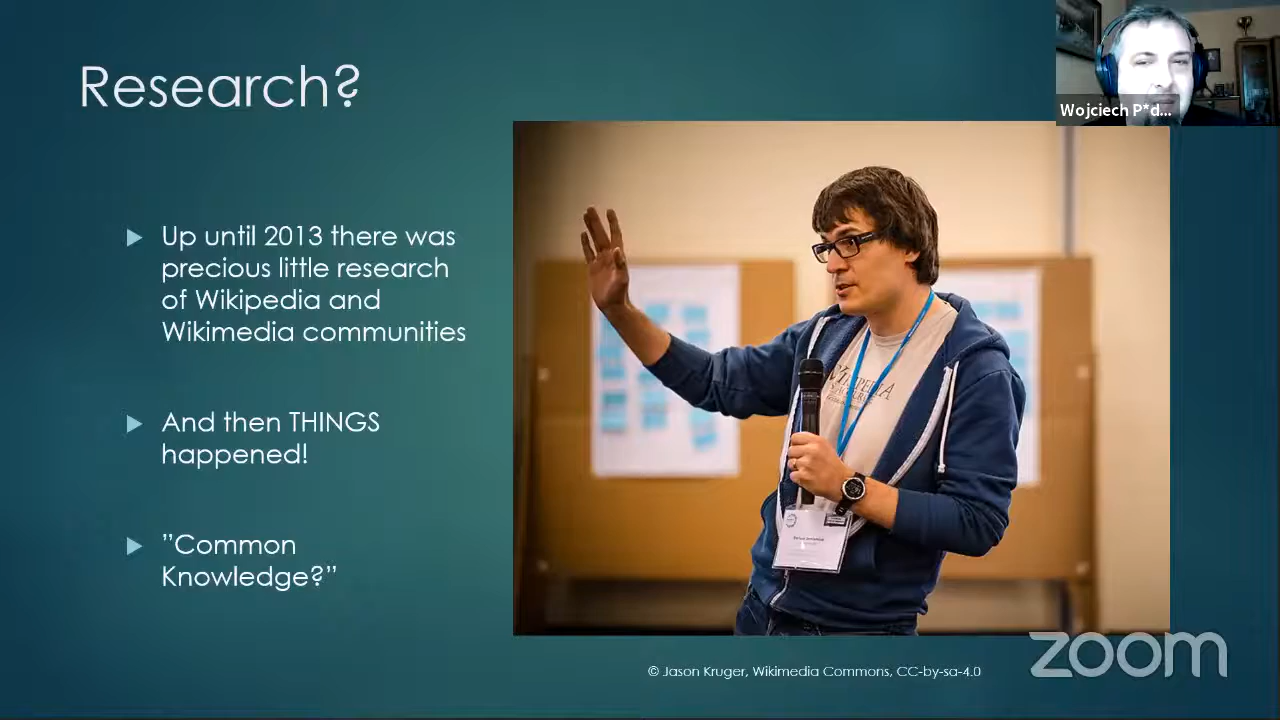 Research?
Wojciech P*d...
Up until 2013 there was
precious little research
of Wikipedia and
Wikimedia communities
And then THINGS
happened!
”Common
Knowledge?”
© Jason Kruger, Wikimedia Commons, CC-by-sa-4.0
zoom